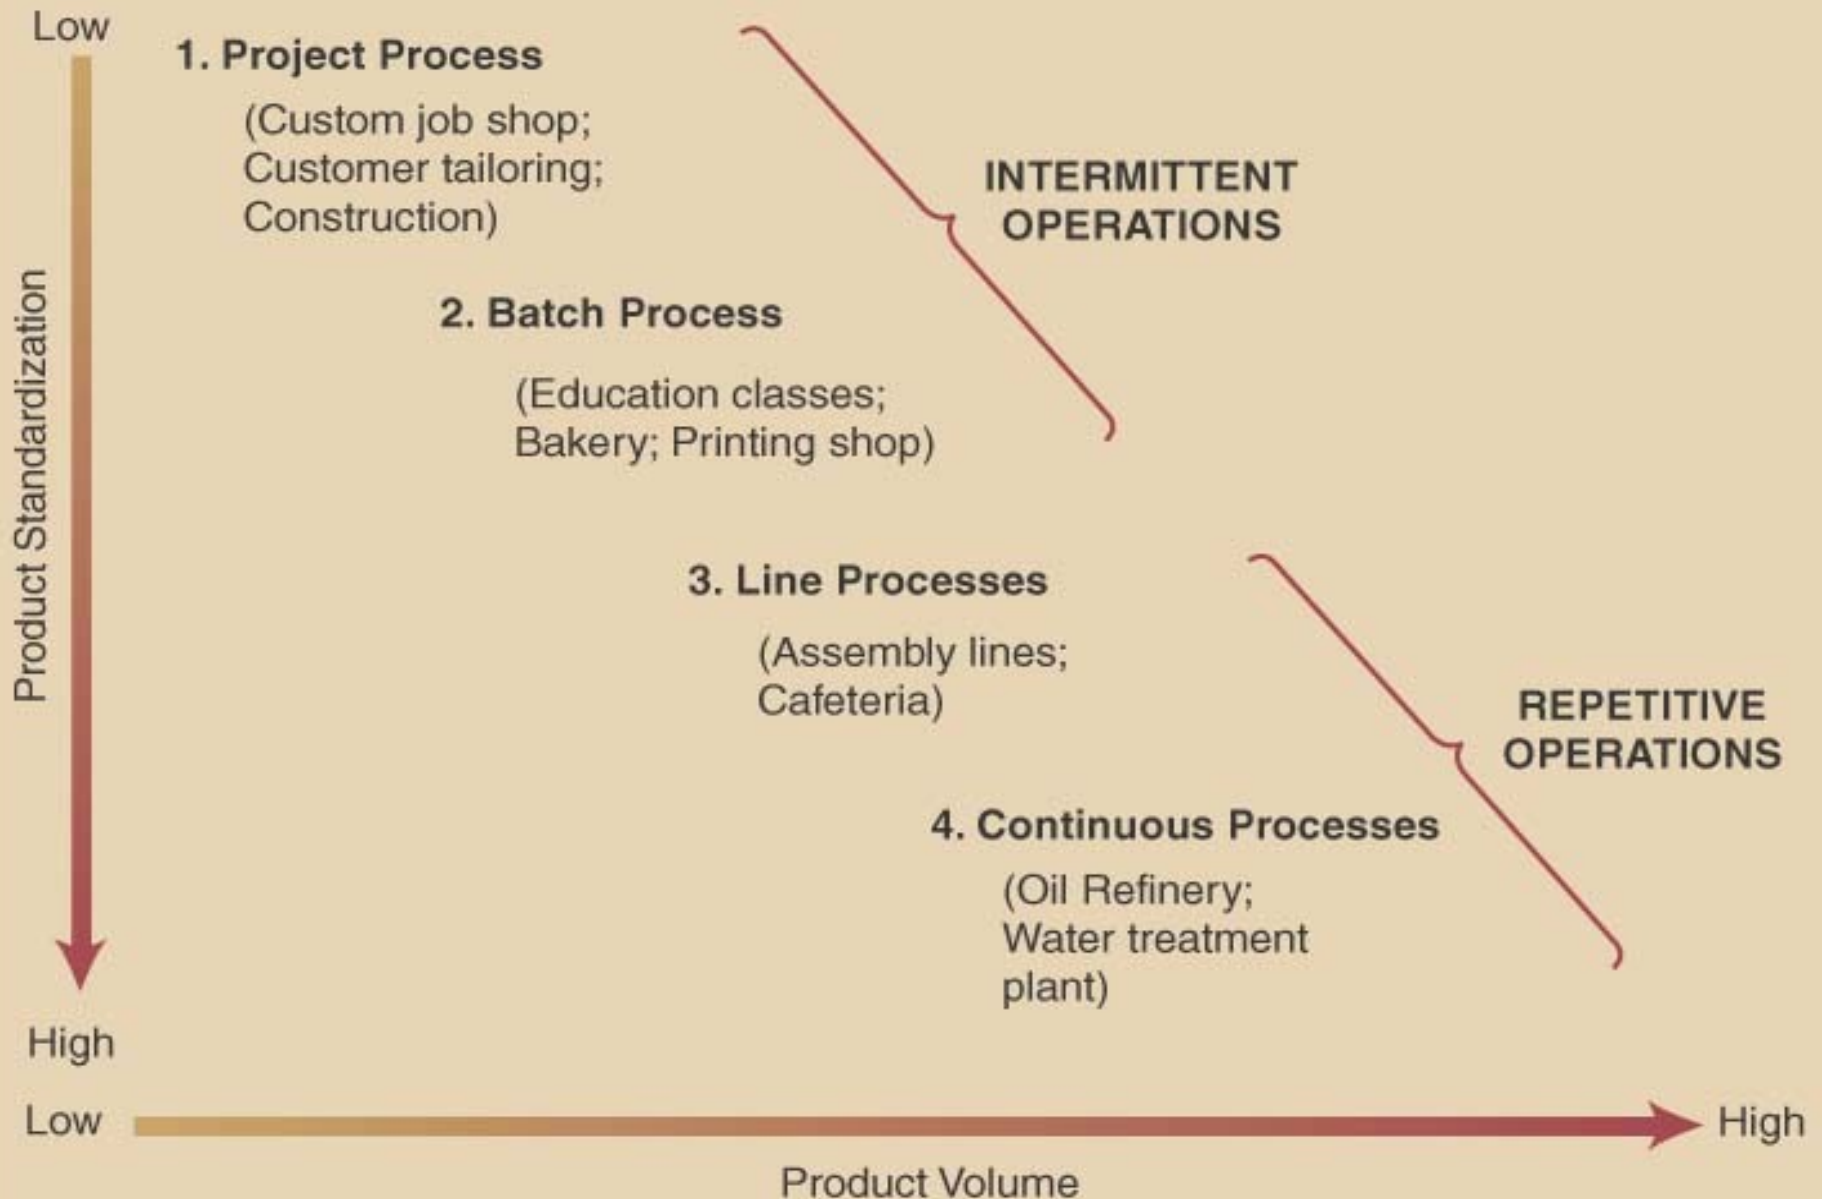 Low
1. Project Process
(Custom job shop;
Customer tailoring;
Construction)
INTERMITTENT
OPERATIONS
Product Standardization
2. Batch Process
(Education classes;
Bakery; Printing shop)
3. Line Processes
(Assembly lines;
Cafeteria)
REPETITIVE
OPERATIONS
4. Continuous Processes
(Oil Refinery;
Water treatment
plant)
High
Low
High
Product Volume